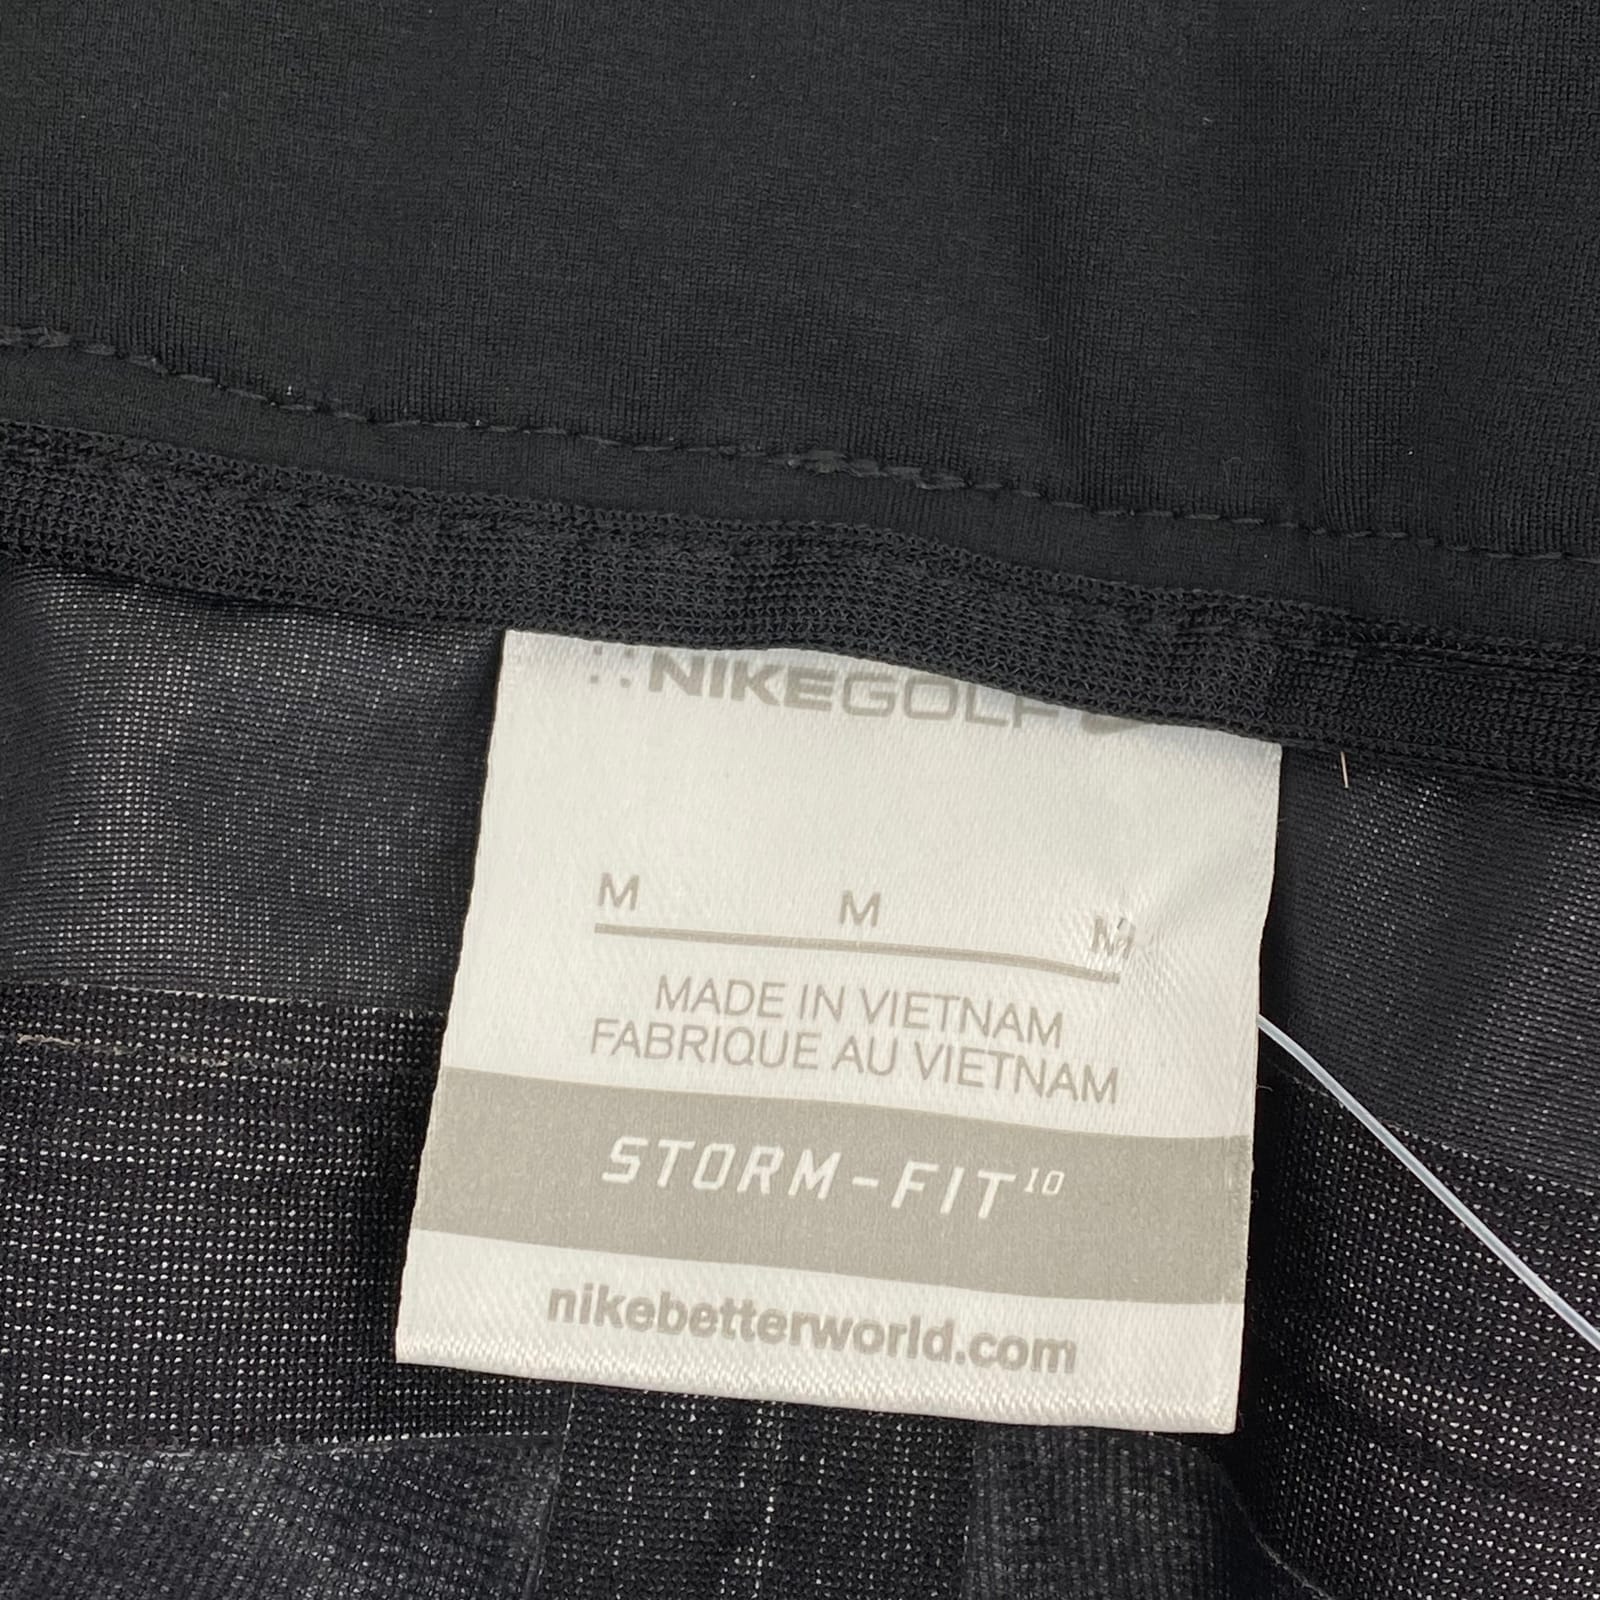 NIKEGOLF
M M M
MADE IN VIETNAM
FABRIQUE AU VIETNAM
STORM-FIT10
nikebetterworld.com